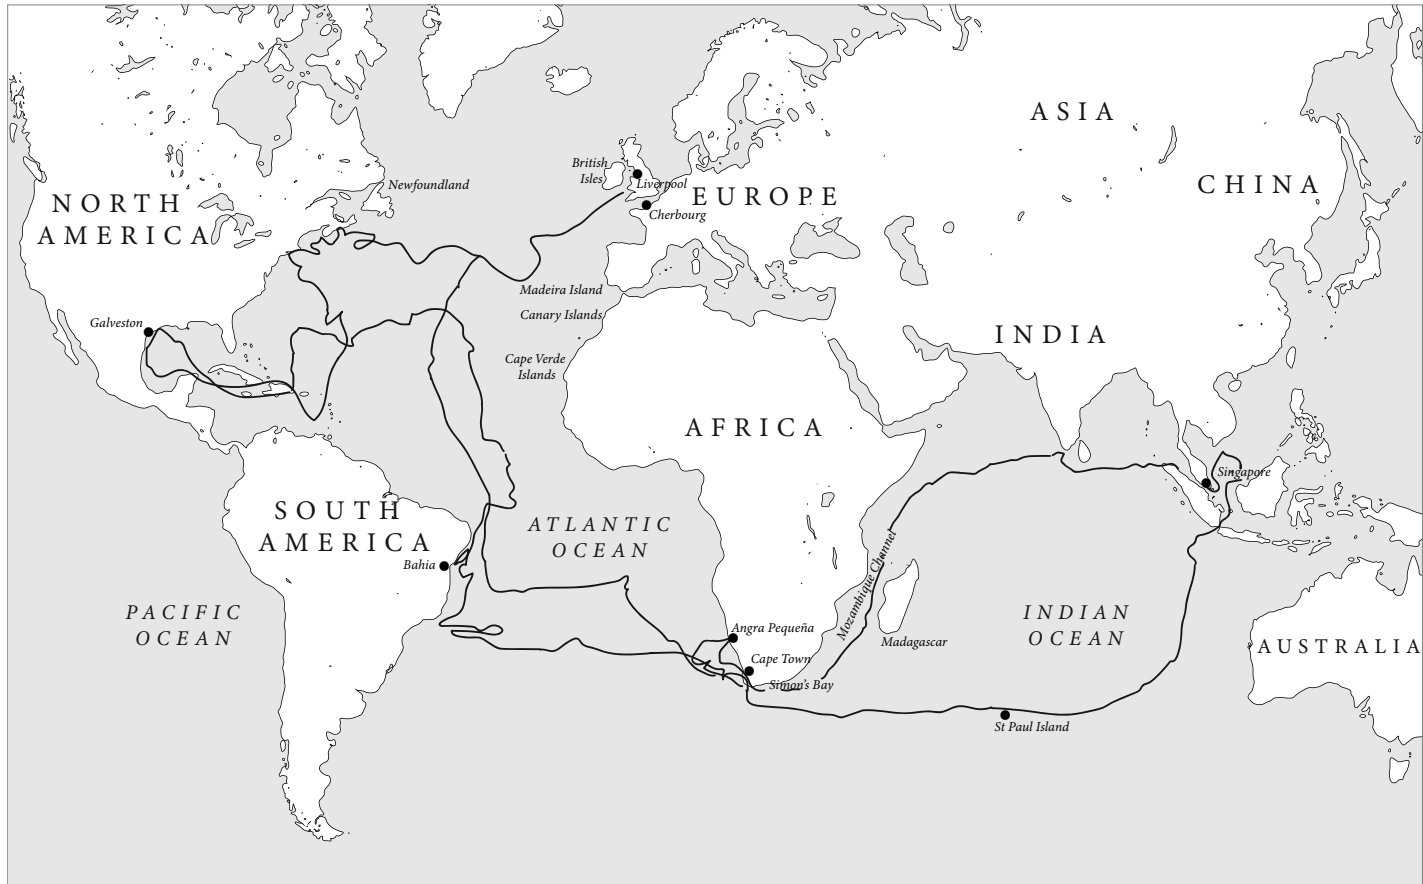 ASIA
British
Isles
Liverpool
Newfoundland
CHINA
NORTH
AMERICA
EUROPE
Cherbourg
Madeira Island
Canary Islands
Galveston
INDIA
Cape Verde
Islands
AFRICA
Singapore
SOUTH
AMERICA
ATLANTIC
OCEAN
Bahia
Mozambique Channel
PACIFIC
OCEAN
Angra Pequeña
Madagascar
INDIAN
OCEAN
AUSTRALIA
Cape Town
Simon's Bay
St Paul Island